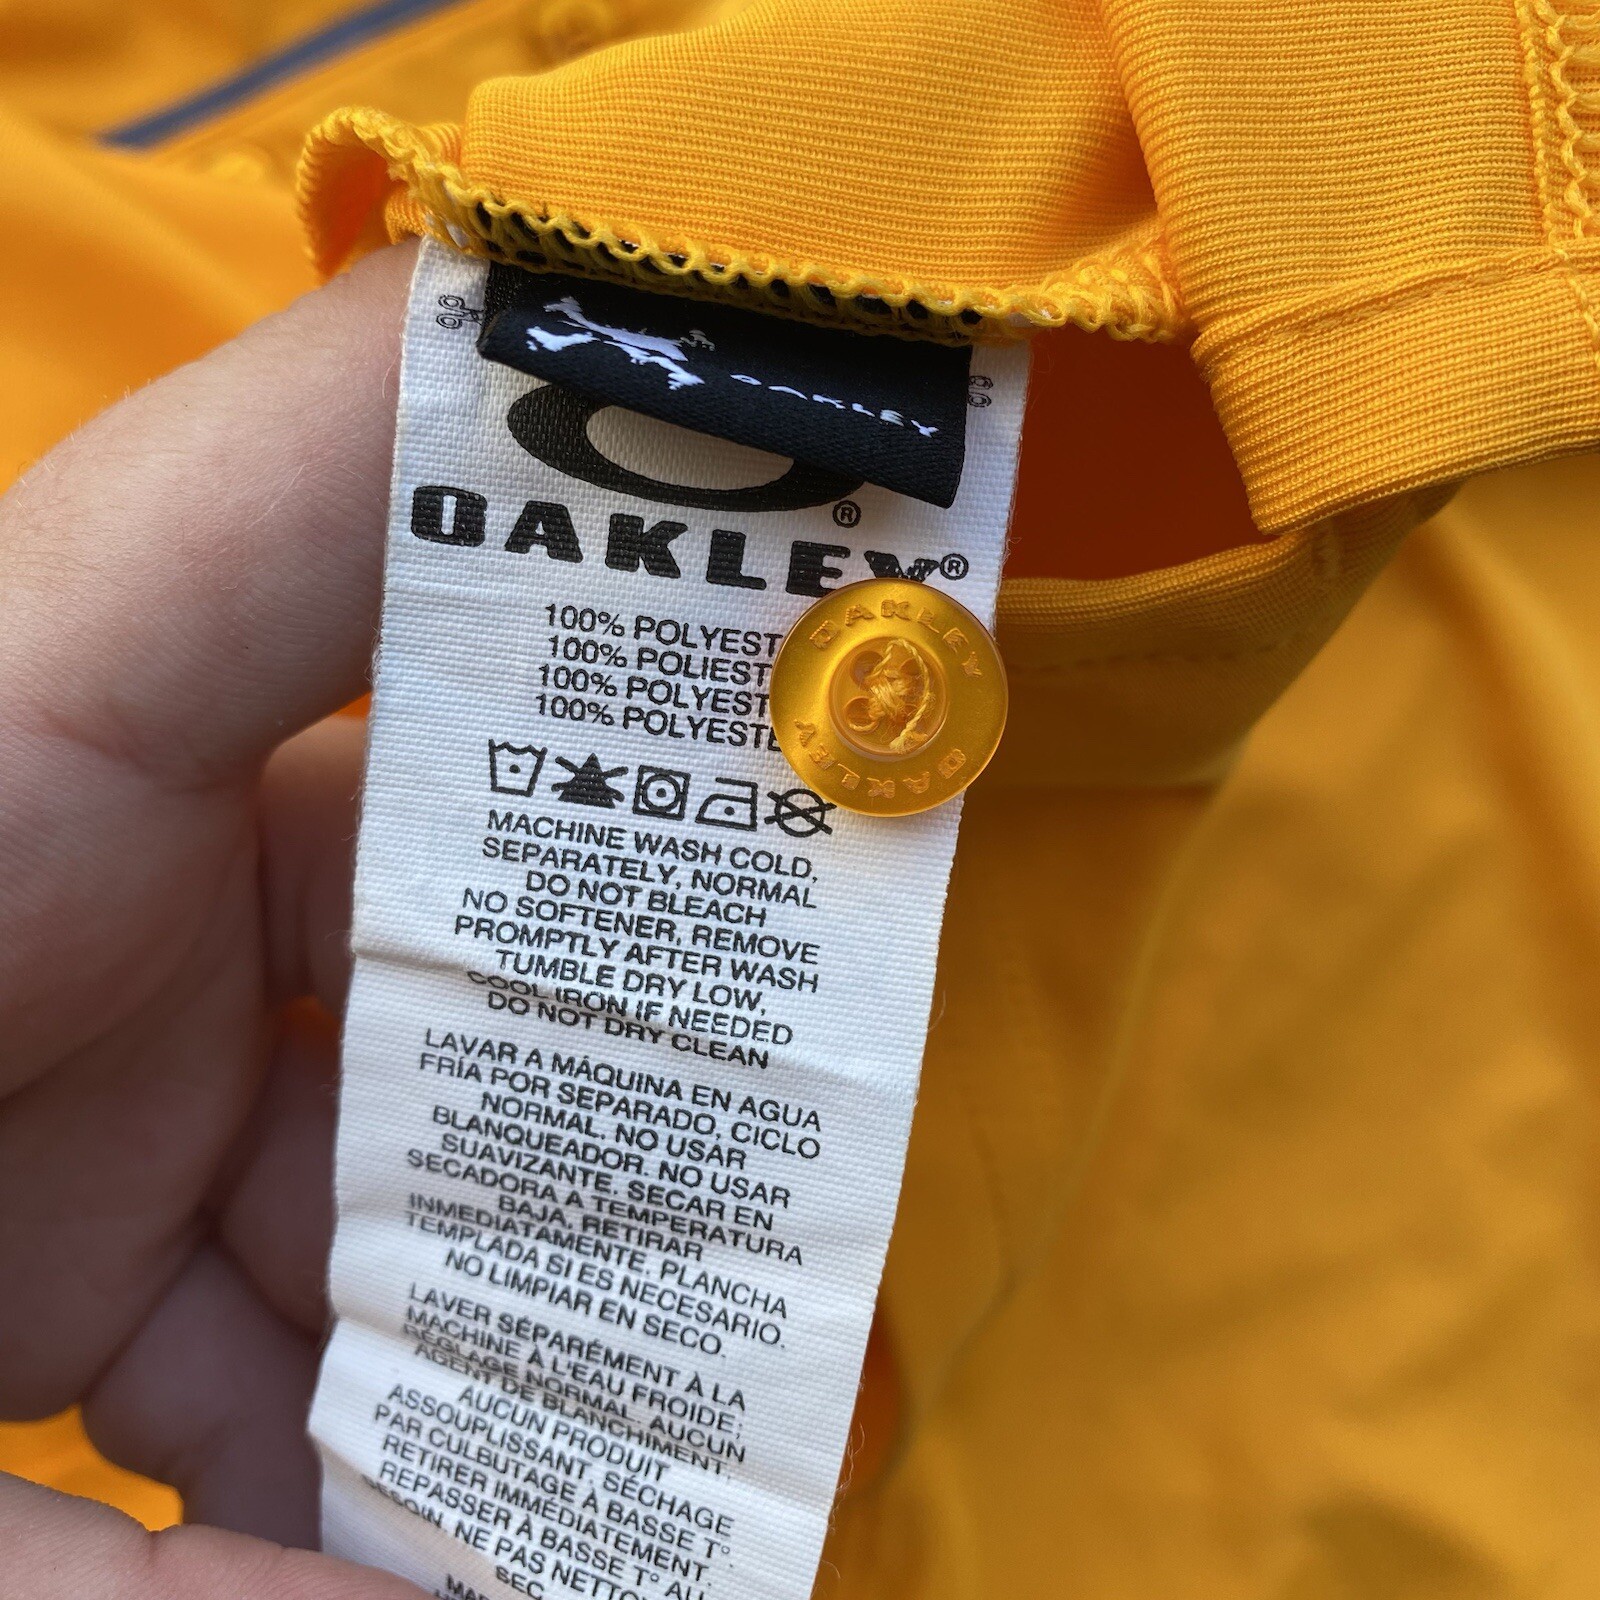 OAKLEY
OAKLEY®
100% POLYEST
100% POLIEST
100% POLYEST
100% POLYESTE
OAKLEY
OAKLEY
MACHINE WASH COLD,
SEPARATELY, NORMAL
DO NOT BLEACH
NO SOFTENER, REMOVE
PROMPTLY AFTER WASH
TUMBLE DRY LOW,
COOL IRON IF NEEDED
DO NOT DRY CLEAN
LAVAR A MÁQUINA EN AGUA
FRÍA POR SEPARADO, CICLO
NORMAL. NO USAR
BLANQUEADOR. NO USAR
SUAVIZANTE. SECAR EN
SECADORA A TEMPERATURA
BAJA, RETIRAR
INMEDIATAMENTE. PLANCHA
TEMPLADA SI ES NECESARIO.
NO LIMPIAR EN SECO.
LAVER SÉPARÉMENT À LA
MACHINE À L'EAU FROIDE;
RÉGLAGE NORMAL. AUCUN
AGENT DE BLANCHIMENT;
AUCUN PRODUIT
ASSOUPLISSANT. SÉCHAGE
PAR CULBUTAGE À BASSE T°
RETIRER IMMÉDIATEMENT.
REPASSER À BASSE T° AU
NE PAS NETTO
SEC